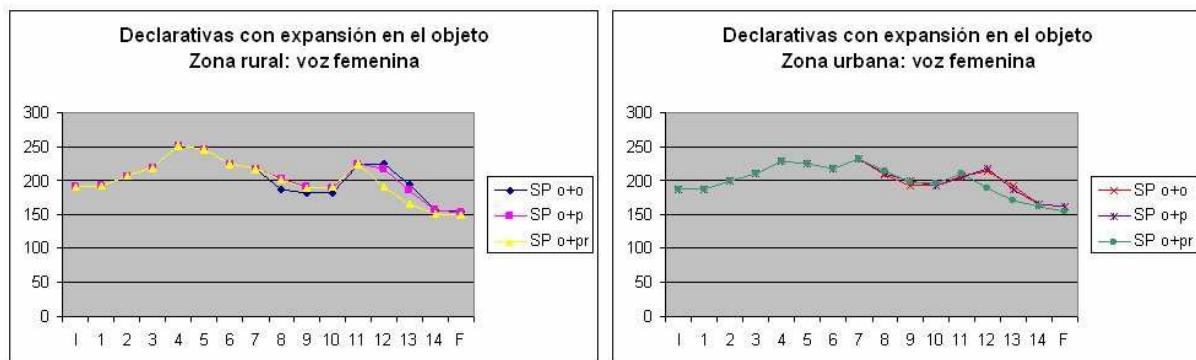 Declarativas con expansión en el objeto
Zona rural: voz femenina
300
250
200
150
100
50
0
I 1 2 3 4 5 6 7 8 9 10 11 12 13 14 F
SP o+o
SP o+p
SP o+pr
Declarativas con expansión en el objeto
Zona urbana: voz femenina
300
250
200
150
100
50
0
I 1 2 3 4 5 6 7 8 9 10 11 12 13 14 F
SP o+o
SP o+p
SP o+pr